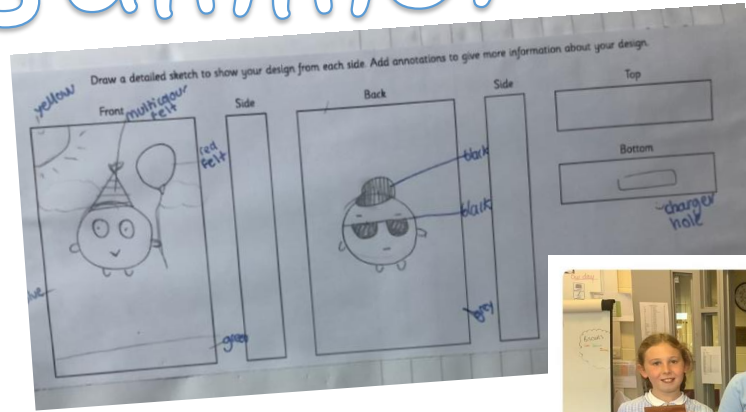 Draw a detailed sketch to show your design from each side. Add annotations to give more information about your design.
yellow
Front
multicolour
felt
Side
Back
Side
Top
red
felt
black
Bottom
black
charger
hole
grey
green